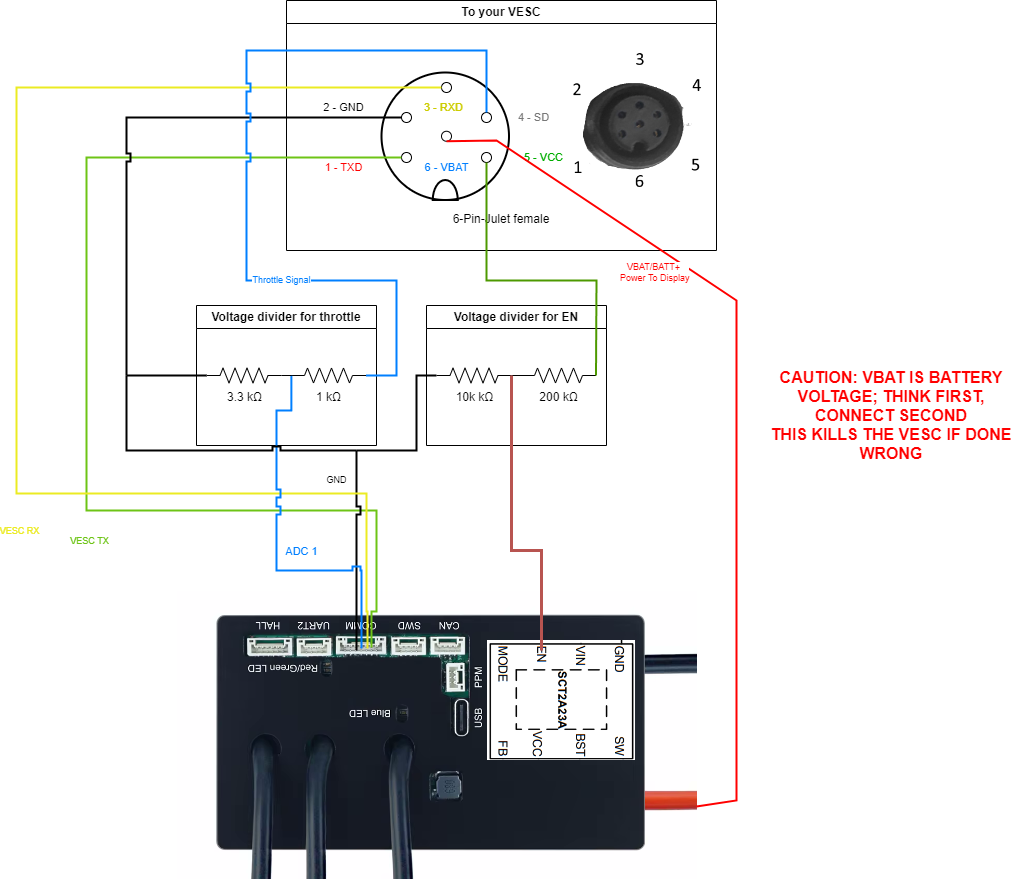 To your VESC
3
2
4
2 - GND
3 - RXD
4 - SD
5 - VCC
1 - TXD
6 - VBAT
1
5
6
6-Pin-Julet female
VBAT/BATT+
Power To Display
Throttle Signal
Voltage divider for throttle
Voltage divider for EN
3.3 kΩ
1 kΩ
10k kΩ
200 kΩ
CAUTION: VBAT IS BATTERY
VOLTAGE; THINK FIRST,
CONNECT SECOND
THIS KILLS THE VESC IF DONE
WRONG
GND
VESC RX
VESC TX
ADC 1
HALL
UART2
COMM
SWD
CAN
Red/Green LED
PPM
USB
Blue LED
MODE
EN
VIN
GND
SCT2A23A
FB
VCC
BST
SW